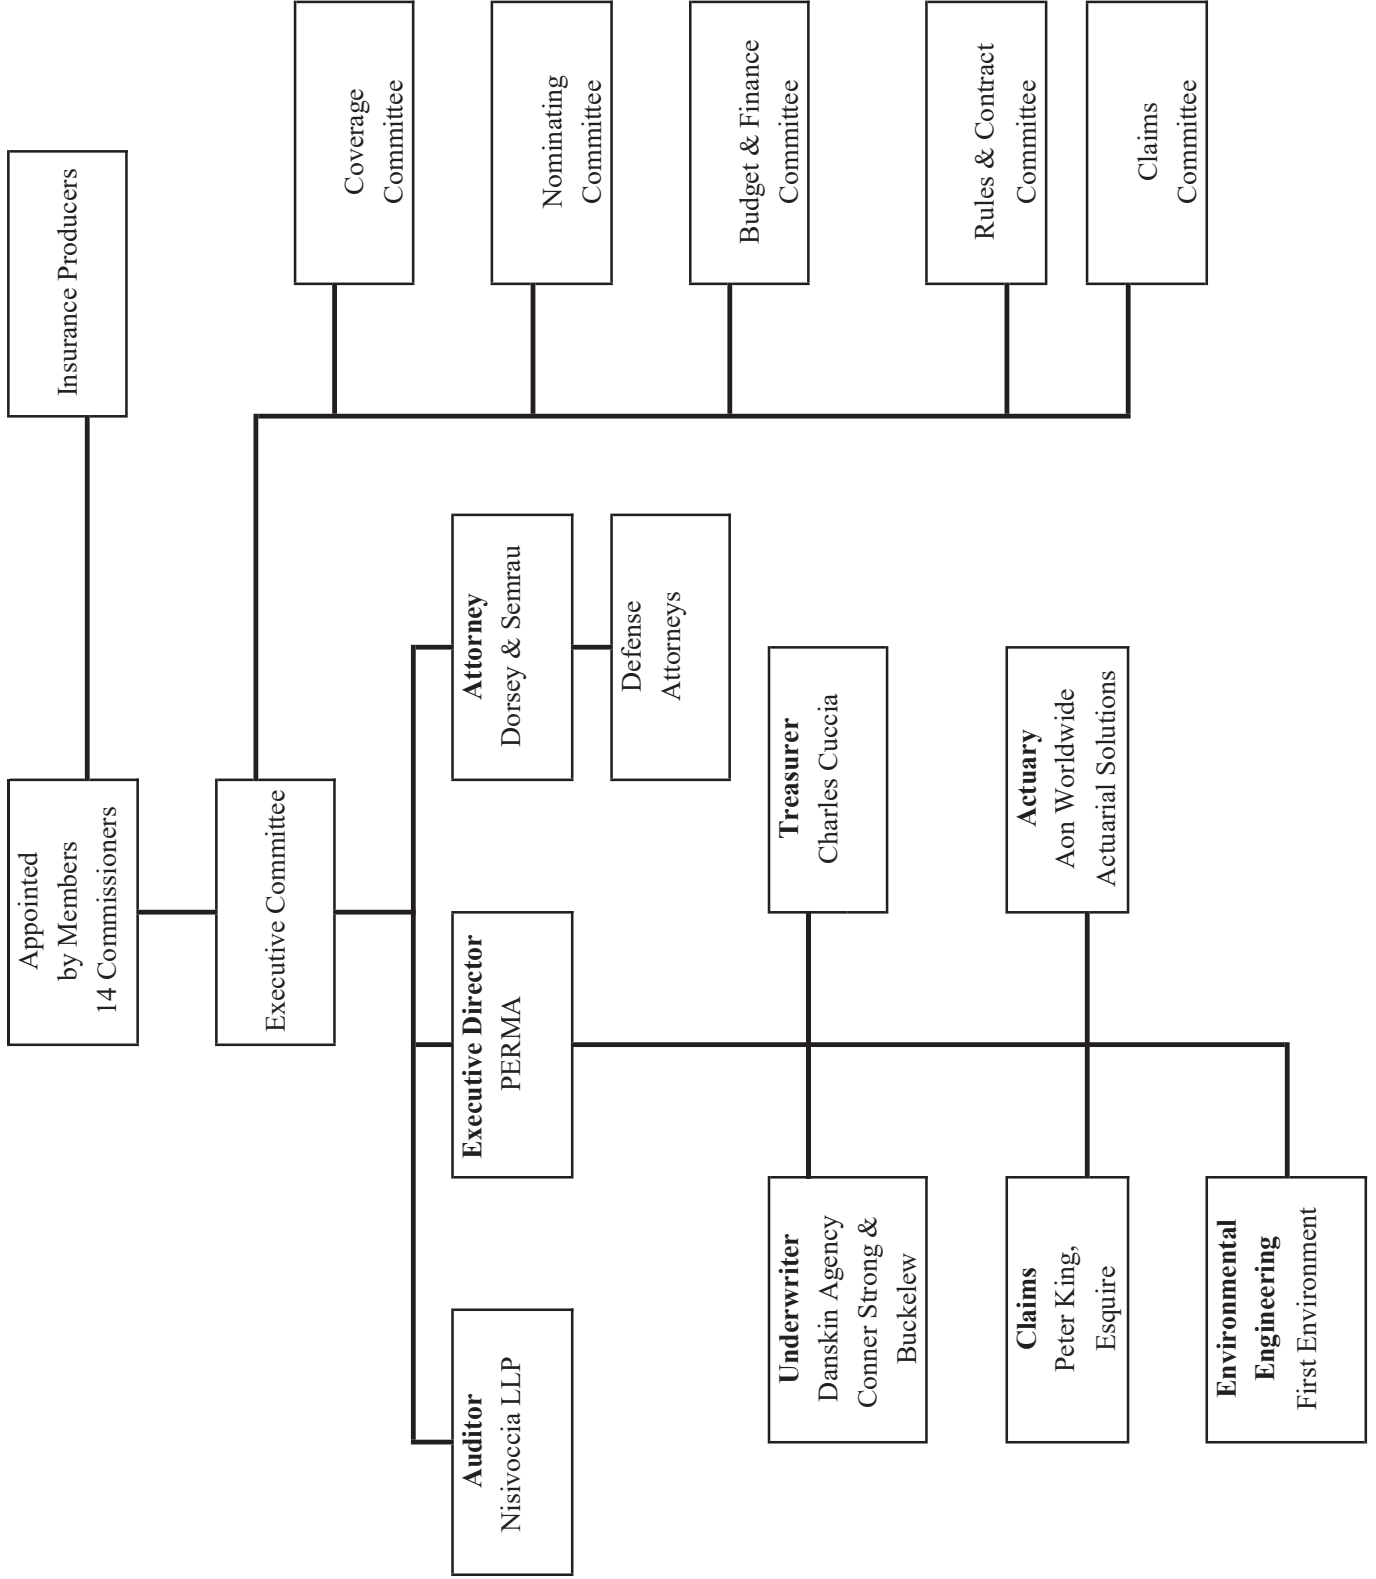 Appointed
by Members
14 Commissioners
Insurance Producers
Executive Committee
Coverage
Committee
Nominating
Committee
Budget & Finance
Committee
Rules & Contract
Committee
Claims
Committee
Auditor
Nisivoccia LLP
Executive Director
PERMA
Attorney
Dorsey & Semrau
Defense
Attorneys
Underwriter
Danskin Agency
Conner Strong &
Buckelew
Treasurer
Charles Cuccia
Claims
Peter King,
Esquire
Actuary
Aon Worldwide
Actuarial Solutions
Environmental
Engineering
First Environment